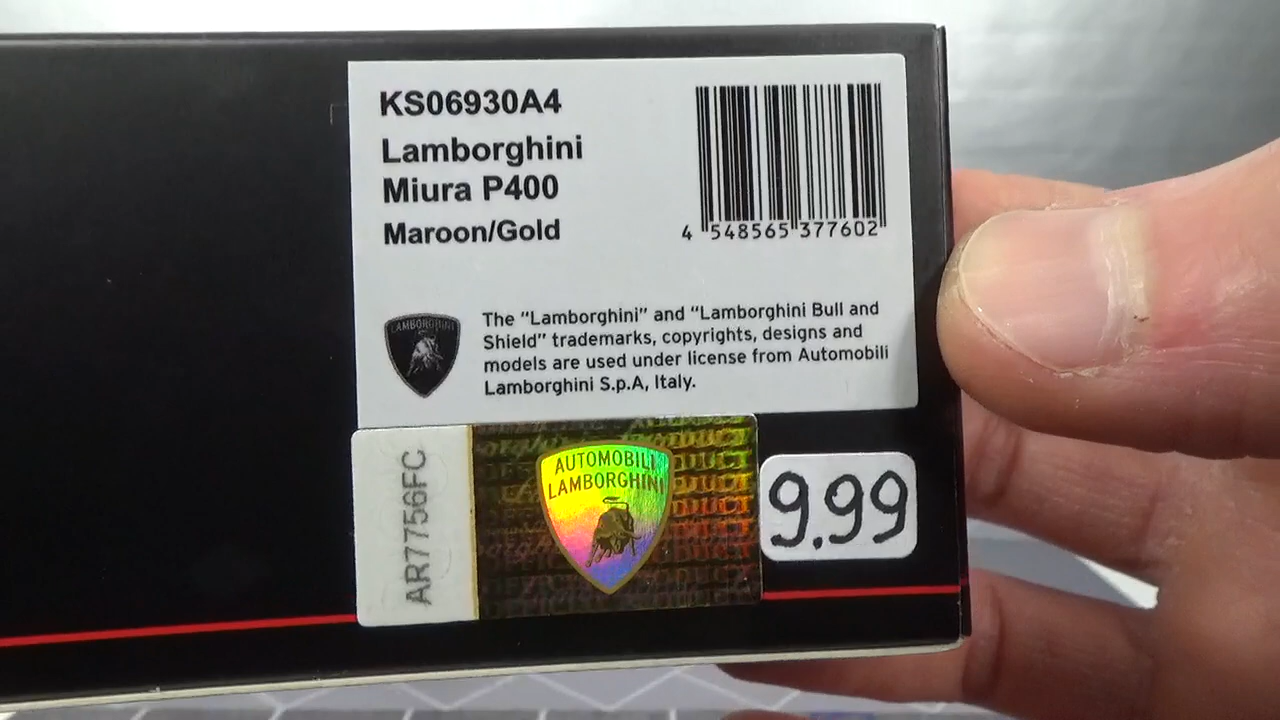 KS06930A4
Lamborghini
Miura P400
Maroon/Gold
4 548565 377602
LAMBORGHINI
The “Lamborghini” and “Lamborghini Bull and
Shield” trademarks, copyrights, designs and
models are used under license from Automobili
Lamborghini S.p.A, Italy.
AR7756FC
AUTOMOBILI
LAMBORGHINI
9.99